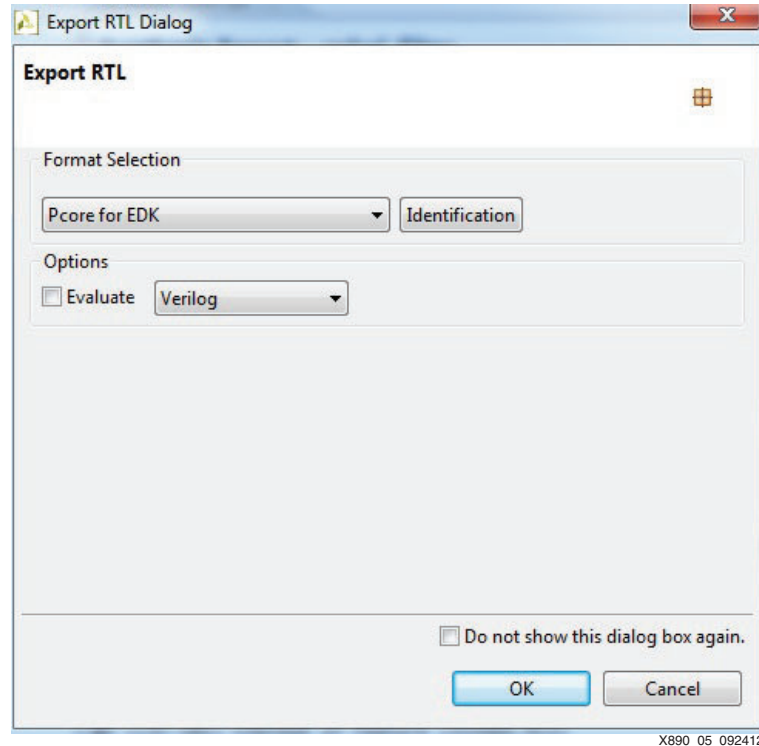 Export RTL Dialog
Export RTL
Format Selection
Pcore for EDK
Identification
Options
Evaluate
Verilog
Do not show this dialog box again.
OK
Cancel
X890_05_092412